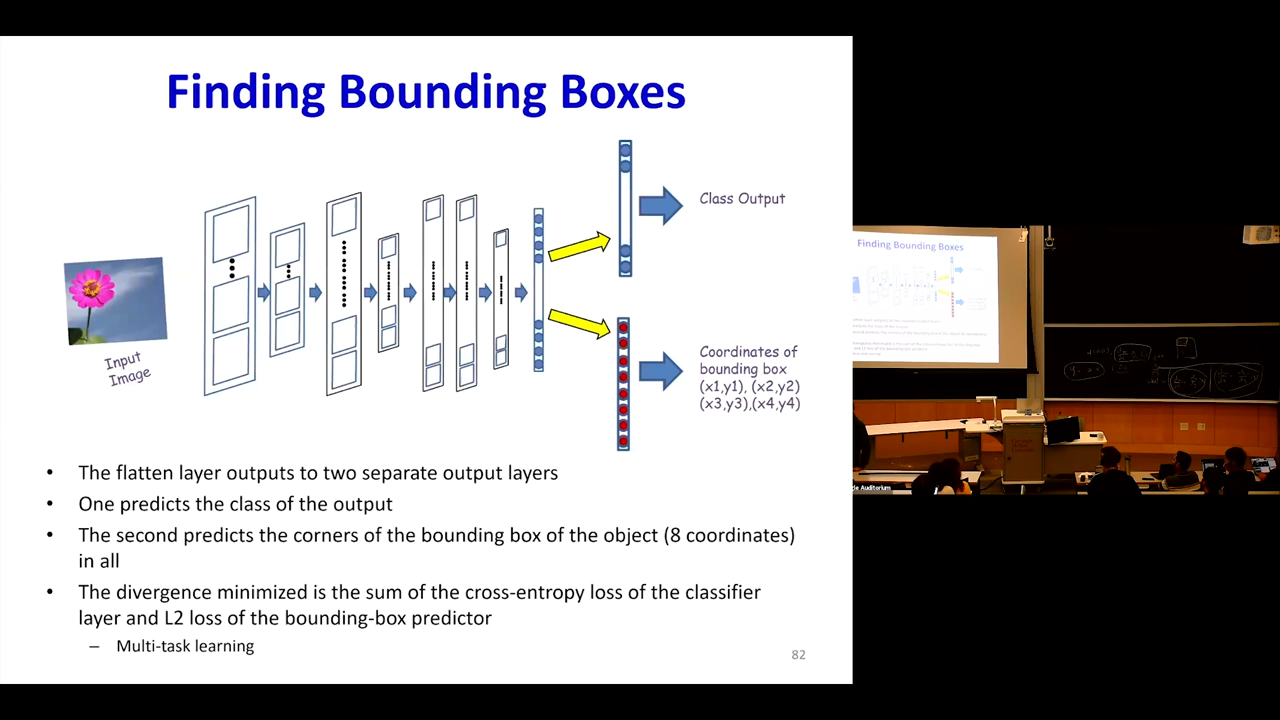 Finding Bounding Boxes
Class Output
Input
Image
Coordinates of
bounding box
(x1,y1), (x2,y2)
(x3,y3),(x4,y4)
• The flatten layer outputs to two separate output layers
• One predicts the class of the output
• The second predicts the corners of the bounding box of the object (8 coordinates)
in all
• The divergence minimized is the sum of the cross-entropy loss of the classifier
layer and L2 loss of the bounding-box predictor
– Multi-task learning
82
Finding Bounding Boxes
Auditorium